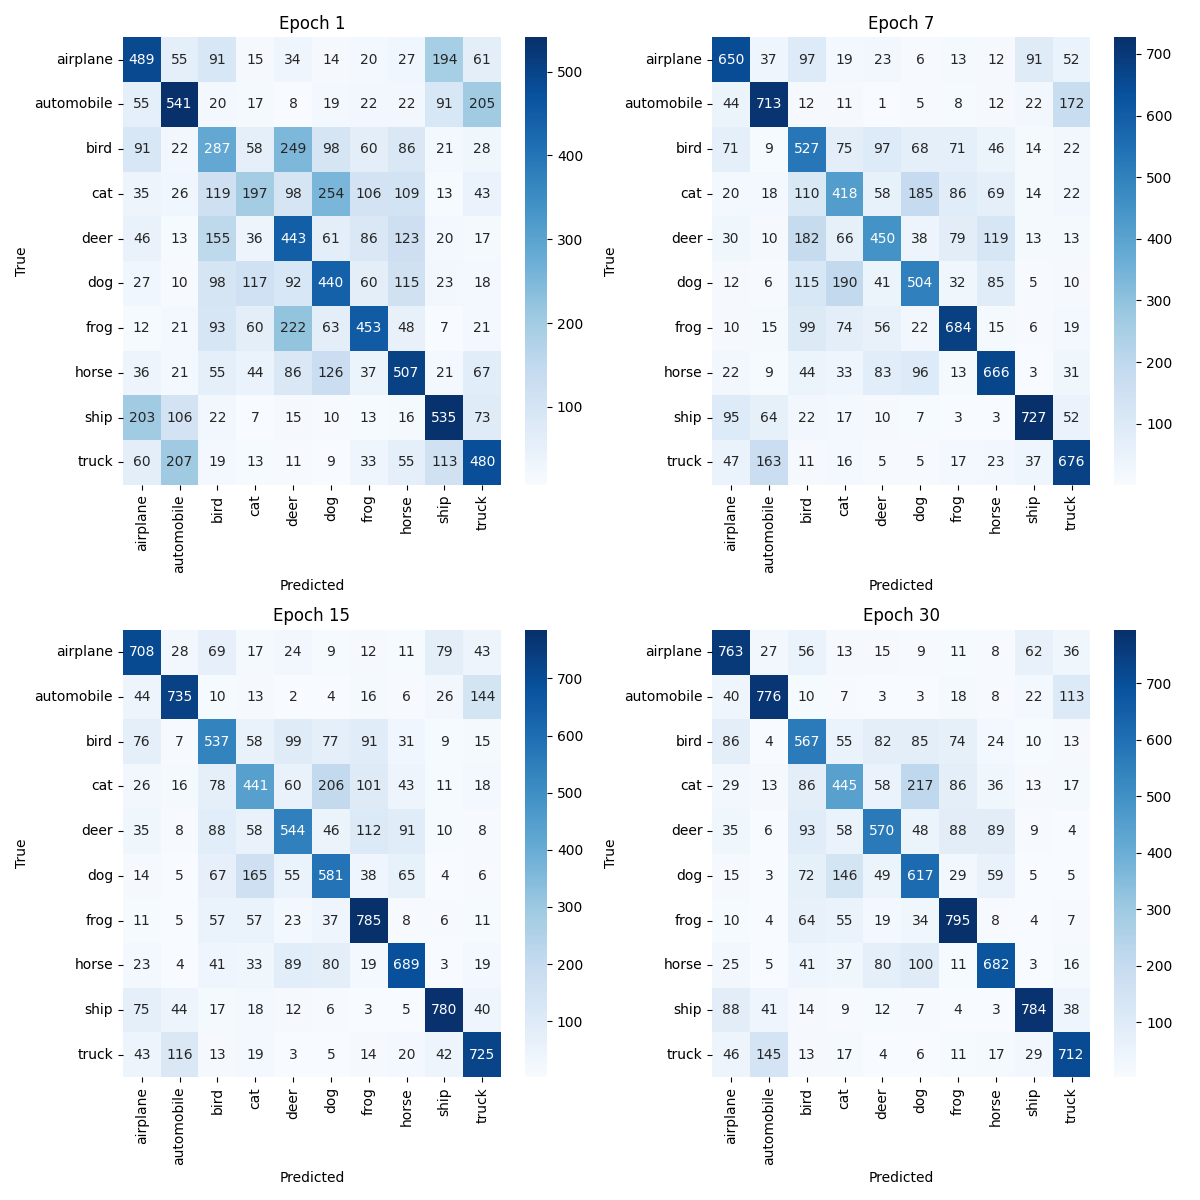 Epoch 1
airplane 489 55 91 15 34 14 20 27 194 61
automobile 55 541 20 17 8 19 22 22 91 205
bird 91 22 287 58 249 98 60 86 21 28
cat 35 26 119 197 98 254 106 109 13 43
deer 46 13 155 36 443 61 86 123 20 17
dog 27 10 98 117 92 440 60 115 23 18
frog 12 21 93 60 222 63 453 48 7 21
horse 36 21 55 44 86 126 37 507 21 67
ship 203 106 22 7 15 10 13 16 535 73
truck 60 207 19 13 11 9 33 55 113 480
airplane automobile bird cat deer dog frog horse ship truck
Predicted
True
500
400
300
200
100
Epoch 7
airplane 650 37 97 19 23 6 13 12 91 52
automobile 44 713 12 11 1 5 8 12 22 172
bird 71 9 527 75 97 68 71 46 14 22
cat 20 18 110 418 58 185 86 69 14 22
deer 30 10 182 66 450 38 79 119 13 13
dog 12 6 115 190 41 504 32 85 5 10
frog 10 15 99 74 56 22 684 15 6 19
horse 22 9 44 33 83 96 13 666 3 31
ship 95 64 22 17 10 7 3 3 727 52
truck 47 163 11 16 5 5 17 23 37 676
airplane automobile bird cat deer dog frog horse ship truck
Predicted
True
700
600
500
400
300
200
100
Epoch 15
airplane 708 28 69 17 24 9 12 11 79 43
automobile 44 735 10 13 2 4 16 6 26 144
bird 76 7 537 58 99 77 91 31 9 15
cat 26 16 78 441 60 206 101 43 11 18
deer 35 8 88 58 544 46 112 91 10 8
dog 14 5 67 165 55 581 38 65 4 6
frog 11 5 57 57 23 37 785 8 6 11
horse 23 4 41 33 89 80 19 689 3 19
ship 75 44 17 18 12 6 3 5 780 40
truck 43 116 13 19 3 5 14 20 42 725
airplane automobile bird cat deer dog frog horse ship truck
Predicted
True
700
600
500
400
300
200
100
Epoch 30
airplane 763 27 56 13 15 9 11 8 62 36
automobile 40 776 10 7 3 3 18 8 22 113
bird 86 4 567 55 82 85 74 24 10 13
cat 29 13 86 445 58 217 86 36 13 17
deer 35 6 93 58 570 48 88 89 9 4
dog 15 3 72 146 49 617 29 59 5 5
frog 10 4 64 55 19 34 795 8 4 7
horse 25 5 41 37 80 100 11 682 3 16
ship 88 41 14 9 12 7 4 3 784 38
truck 46 145 13 17 4 6 11 17 29 712
airplane automobile bird cat deer dog frog horse ship truck
Predicted
True
700
600
500
400
300
200
100